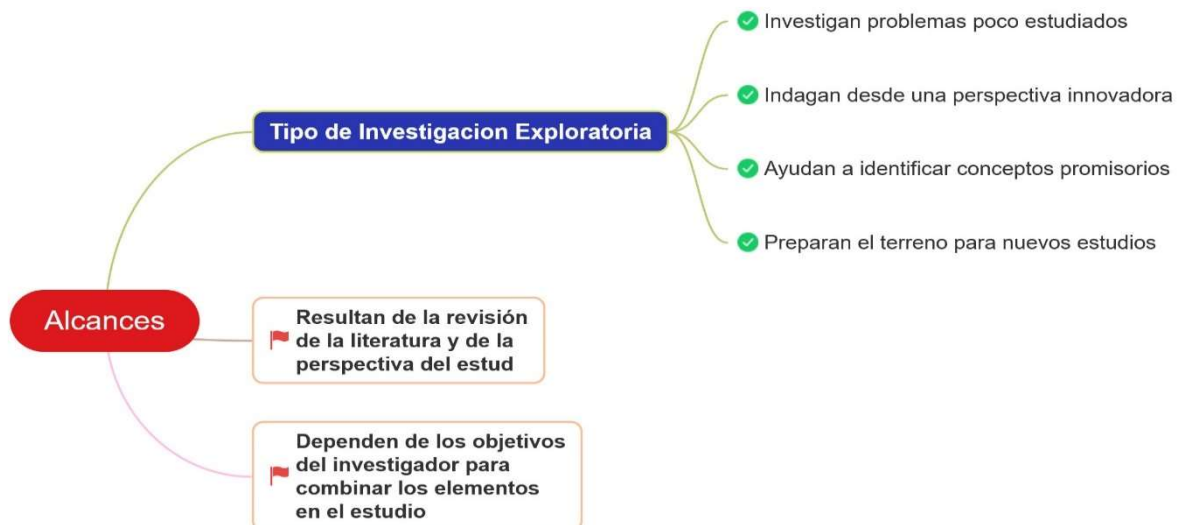 Investigan problemas poco estudiados
Indagan desde una perspectiva innovadora
Tipo de Investigacion Exploratoria
Ayudan a identificar conceptos promisorios
Preparan el terreno para nuevos estudios
Alcances
Resultan de la revisión
de la literatura y de la
perspectiva del estud
Dependen de los objetivos
del investigador para
combinar los elementos
en el estudio